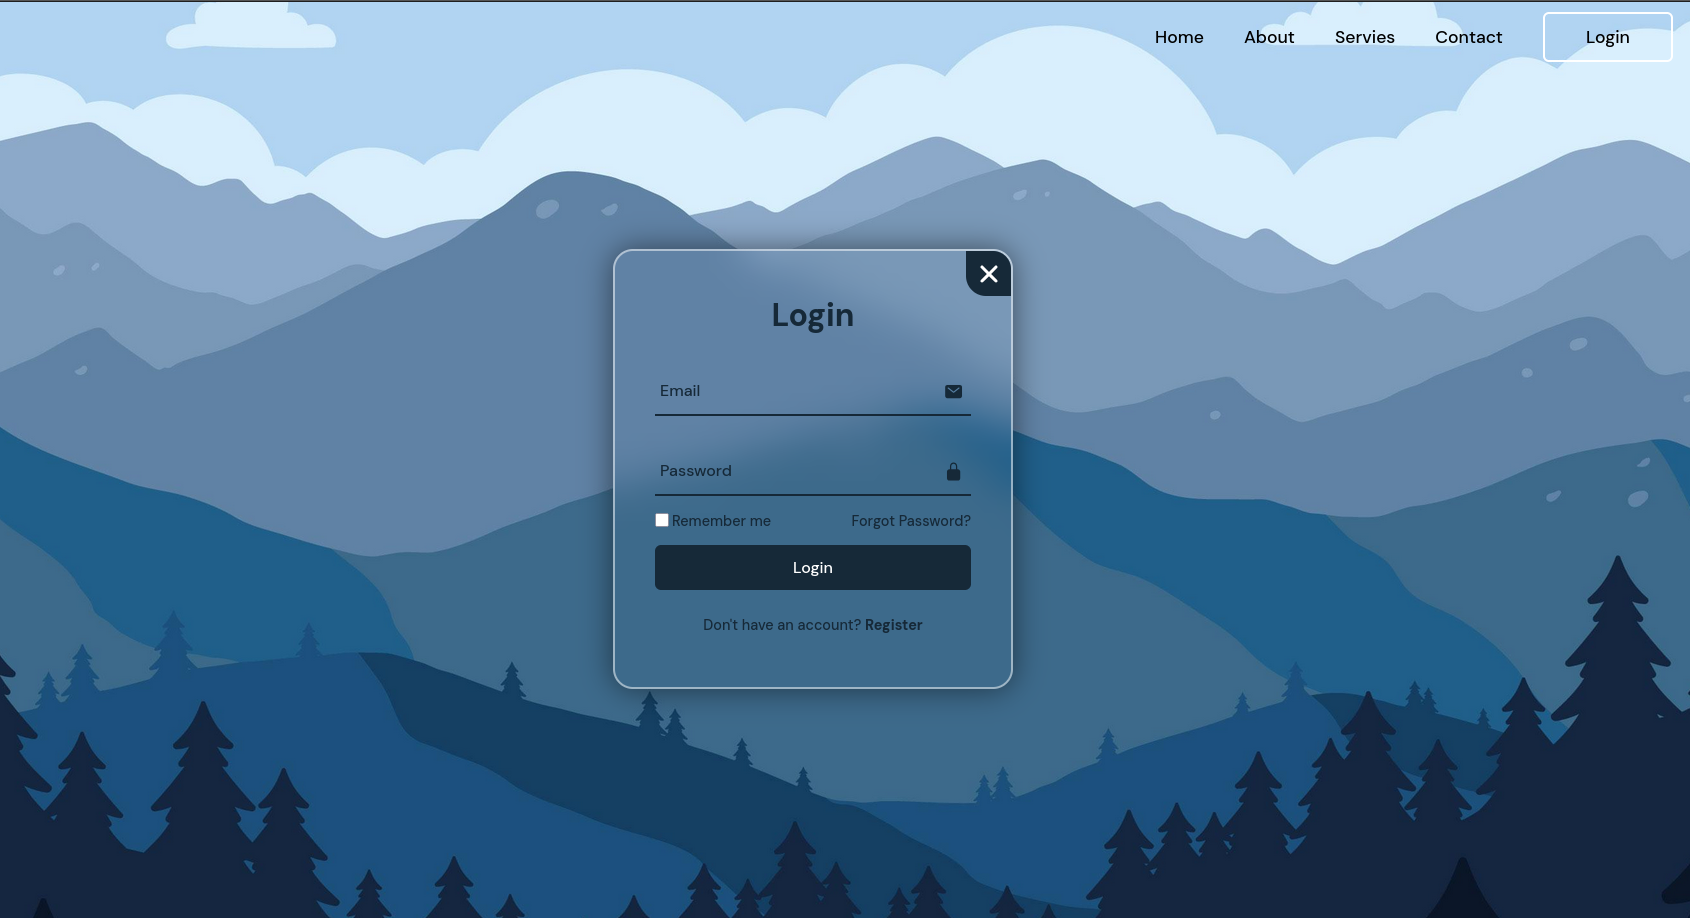 Home About Servies Contact Login
Login
Email
Password
Remember me Forgot Password?
Login
Don't have an account? Register